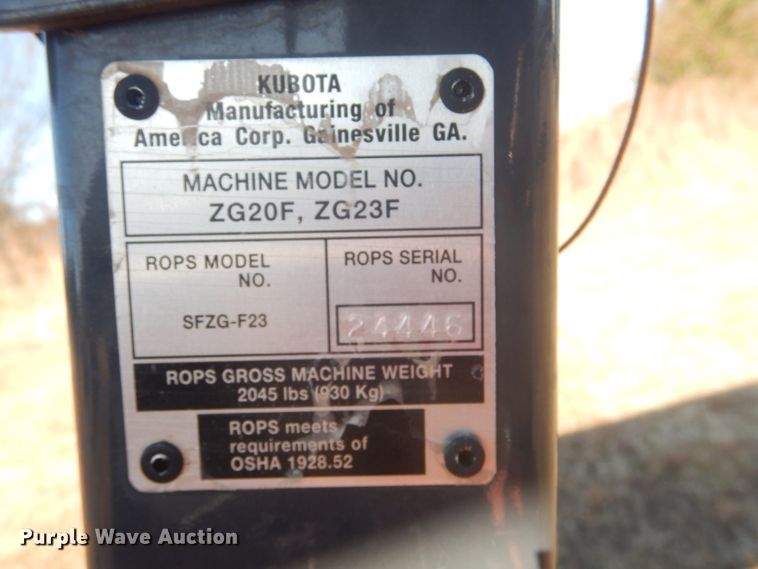 KUBOTA
Manufacturing of
America Corp. Gainesville GA.
MACHINE MODEL NO.
ZG20F, ZG23F
ROPS MODEL
NO.
SFZG-F23
ROPS SERIAL
NO.
24446
ROPS GROSS MACHINE WEIGHT
2045 lbs (930 Kg)
ROPS meets
requirements of
OSHA 1928.52
Purple Wave Auction